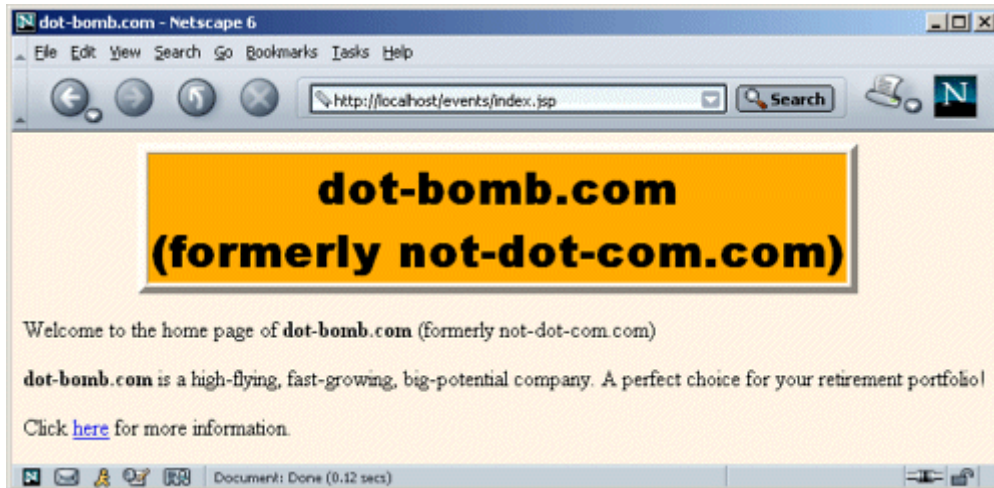 dot-bomb.com - Netscape 6
File Edit View Search Go Bookmarks Tasks Help
http://localhost/events/index.jsp Search N
dot-bomb.com
(formerly not-dot-com.com)
Welcome to the home page of dot-bomb.com (formerly not-dot-com.com)
dot-bomb.com is a high-flying, fast-growing, big-potential company. A perfect choice for your retirement portfolio!
Click here for more information.
Document: Done (0.12 secs)